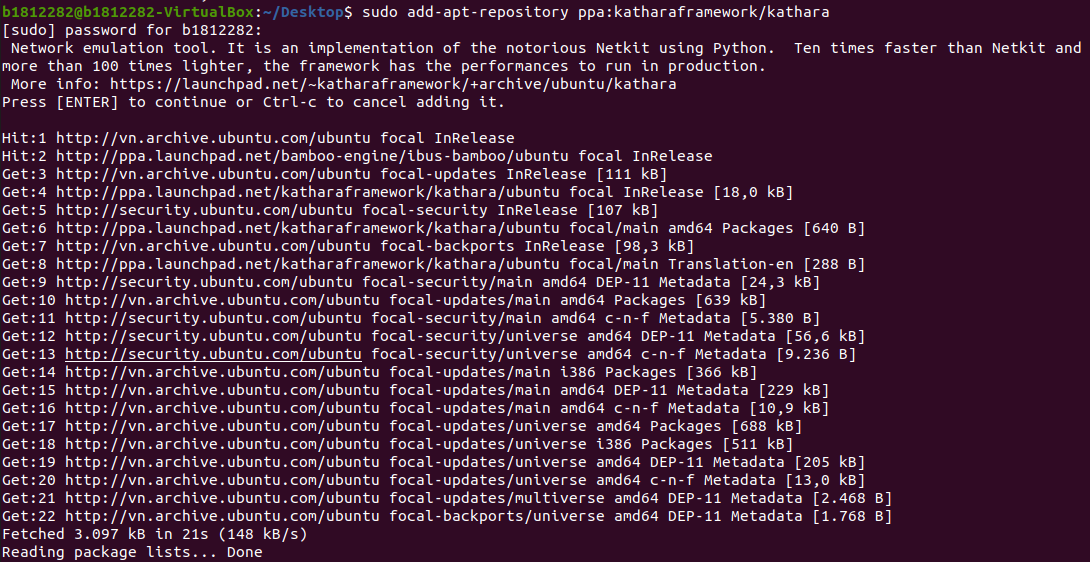 b1812282@b1812282-VirtualBox:~/Desktop$ sudo add-apt-repository ppa:katharaframework/kathara
[sudo] password for b1812282:
 Network emulation tool. It is an implementation of the notorious Netkit using Python.  Ten times faster than Netkit and
more than 100 times lighter, the framework has the performances to run in production.
 More info: https://launchpad.net/~katharaframework/+archive/ubuntu/kathara
Press [ENTER] to continue or Ctrl-c to cancel adding it.

Hit:1 http://vn.archive.ubuntu.com/ubuntu focal InRelease
Hit:2 http://ppa.launchpad.net/bamboo-engine/ibus-bamboo/ubuntu focal InRelease
Get:3 http://vn.archive.ubuntu.com/ubuntu focal-updates InRelease [111 kB]
Get:4 http://ppa.launchpad.net/katharaframework/kathara/ubuntu focal InRelease [18,0 kB]
Get:5 http://security.ubuntu.com/ubuntu focal-security InRelease [107 kB]
Get:6 http://ppa.launchpad.net/katharaframework/kathara/ubuntu focal/main amd64 Packages [640 B]
Get:7 http://vn.archive.ubuntu.com/ubuntu focal-backports InRelease [98,3 kB]
Get:8 http://ppa.launchpad.net/katharaframework/kathara/ubuntu focal/main Translation-en [288 B]
Get:9 http://security.ubuntu.com/ubuntu focal-security/main amd64 DEP-11 Metadata [24,3 kB]
Get:10 http://vn.archive.ubuntu.com/ubuntu focal-updates/main amd64 Packages [639 kB]
Get:11 http://security.ubuntu.com/ubuntu focal-security/main amd64 c-n-f Metadata [5.380 B]
Get:12 http://security.ubuntu.com/ubuntu focal-security/universe amd64 DEP-11 Metadata [56,6 kB]
Get:13 http://security.ubuntu.com/ubuntu focal-security/universe amd64 c-n-f Metadata [9.236 B]
Get:14 http://vn.archive.ubuntu.com/ubuntu focal-updates/main i386 Packages [366 kB]
Get:15 http://vn.archive.ubuntu.com/ubuntu focal-updates/main amd64 DEP-11 Metadata [229 kB]
Get:16 http://vn.archive.ubuntu.com/ubuntu focal-updates/main amd64 c-n-f Metadata [10,9 kB]
Get:17 http://vn.archive.ubuntu.com/ubuntu focal-updates/universe amd64 Packages [688 kB]
Get:18 http://vn.archive.ubuntu.com/ubuntu focal-updates/universe i386 Packages [511 kB]
Get:19 http://vn.archive.ubuntu.com/ubuntu focal-updates/universe amd64 DEP-11 Metadata [205 kB]
Get:20 http://vn.archive.ubuntu.com/ubuntu focal-updates/universe amd64 c-n-f Metadata [13,0 kB]
Get:21 http://vn.archive.ubuntu.com/ubuntu focal-updates/multiverse amd64 DEP-11 Metadata [2.468 B]
Get:22 http://vn.archive.ubuntu.com/ubuntu focal-backports/universe amd64 DEP-11 Metadata [1.768 B]
Fetched 3.097 kB in 21s (148 kB/s)
Reading package lists... Done